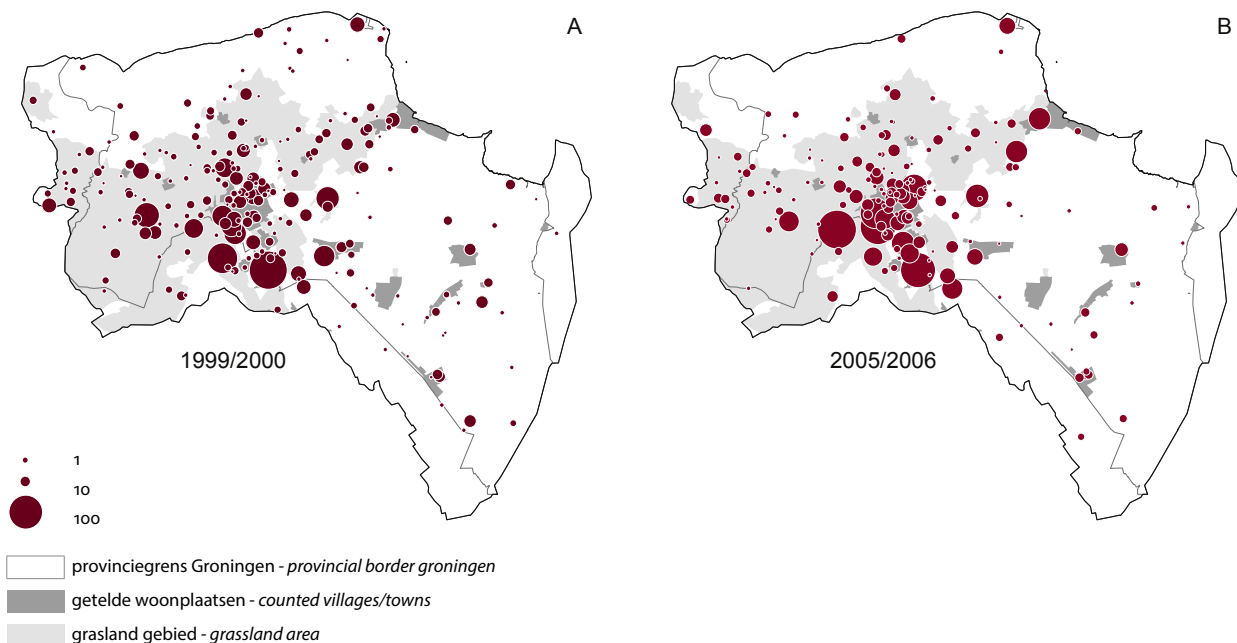 A
B
1999/2000
2005/2006
1
10
100
provinciegrens Groningen - provincial border groningen
getelde woonplaatsen - counted villages/towns
grasland gebied - grassland area